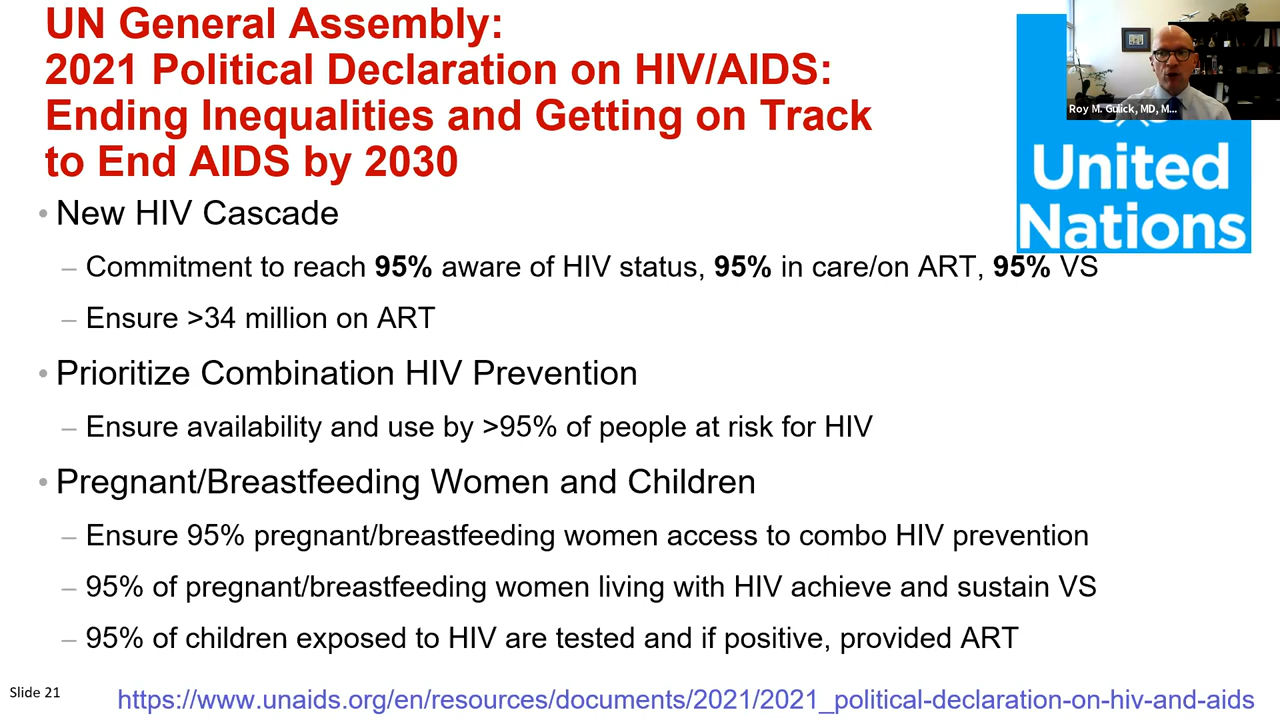 UN General Assembly:
2021 Political Declaration on HIV/AIDS:
Ending Inequalities and Getting on Track
to End AIDS by 2030
Roy M. Gulick, MD, M...
United
Nations
• New HIV Cascade
– Commitment to reach 95% aware of HIV status, 95% in care/on ART, 95% VS
– Ensure >34 million on ART
• Prioritize Combination HIV Prevention
– Ensure availability and use by >95% of people at risk for HIV
• Pregnant/Breastfeeding Women and Children
– Ensure 95% pregnant/breastfeeding women access to combo HIV prevention
– 95% of pregnant/breastfeeding women living with HIV achieve and sustain VS
– 95% of children exposed to HIV are tested and if positive, provided ART
Slide 21
https://www.unaids.org/en/resources/documents/2021/2021_political-declaration-on-hiv-and-aids